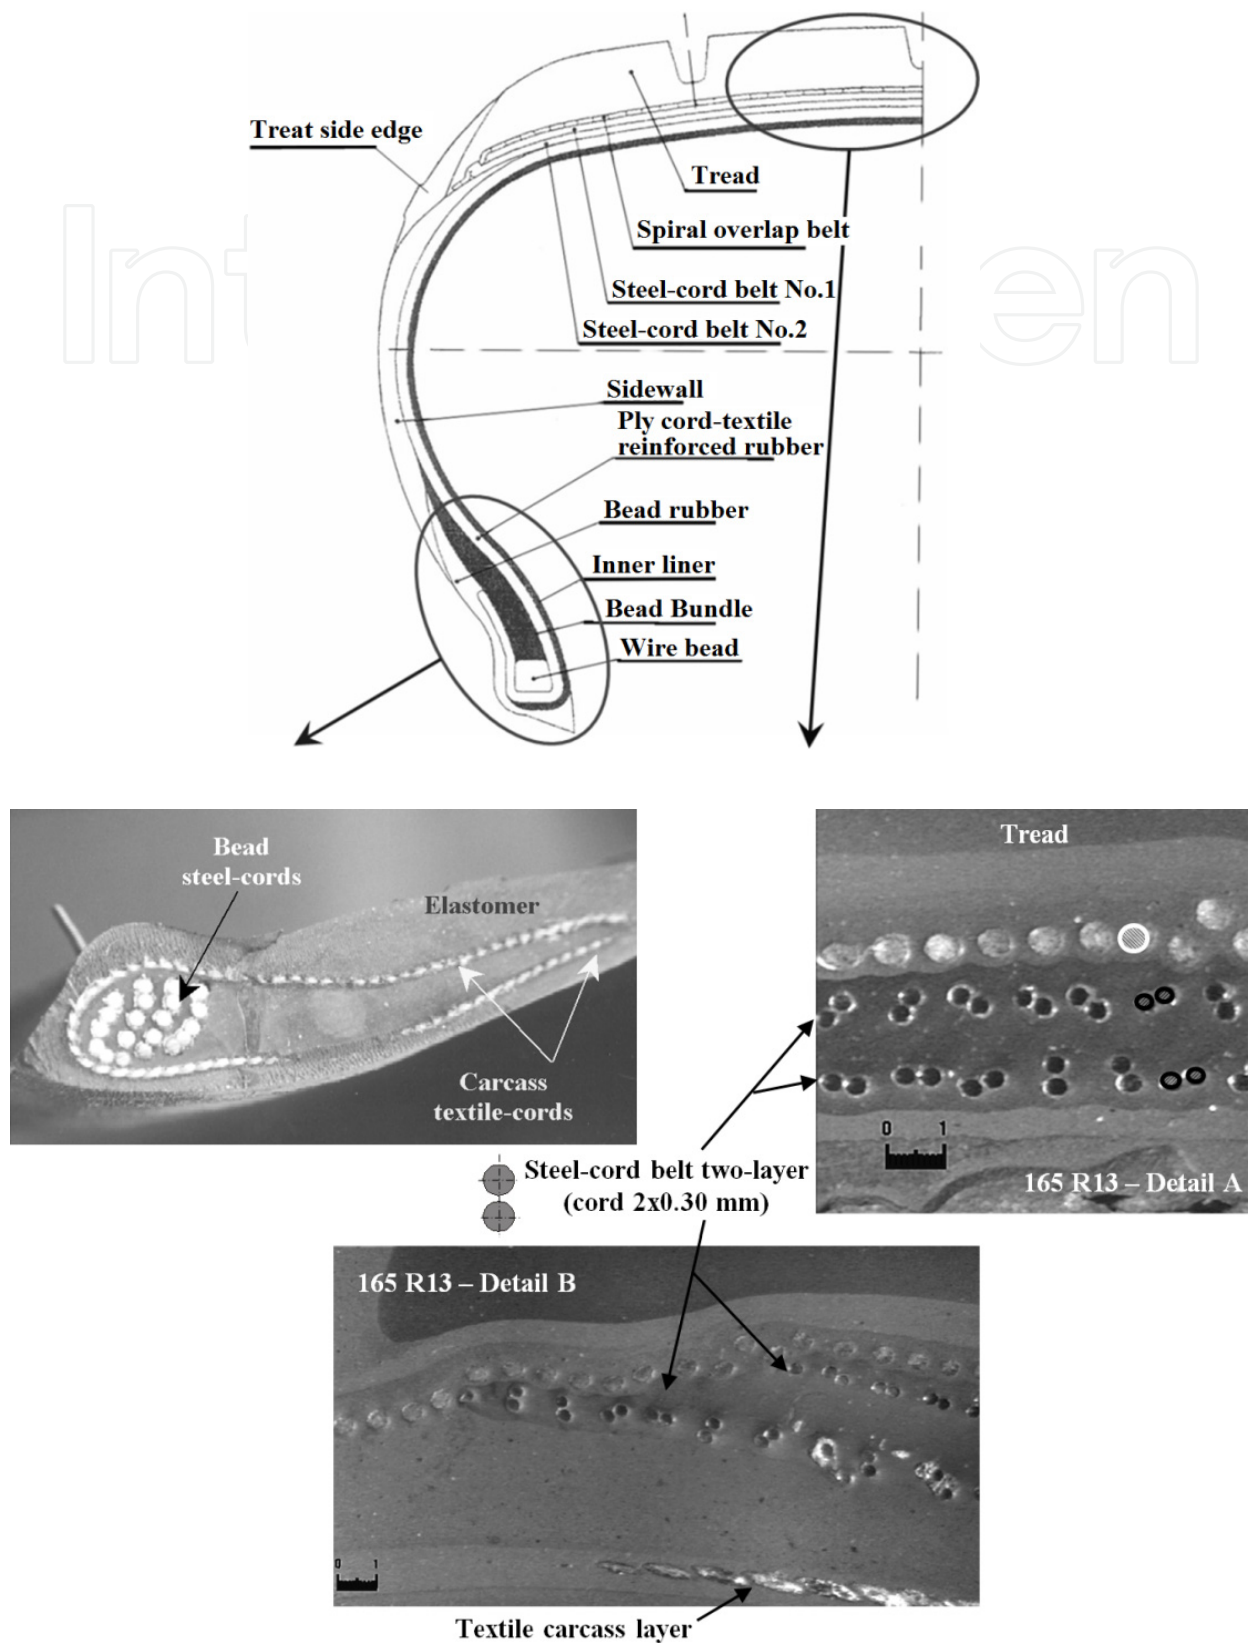 Treat side edge
Tread
Spiral overlap belt
Steel-cord belt No.1
Steel-cord belt No.2
Sidewall
Ply cord-textile
reinforced rubber
Bead rubber
Inner liner
Bead Bundle
Wire bead
Bead
steel-cords
Elastomer
Carcass
textile-cords
Tread
0 1
165 R13 – Detail A
Steel-cord belt two-layer
(cord 2x0.30 mm)
165 R13 – Detail B
0 1
Textile carcass layer